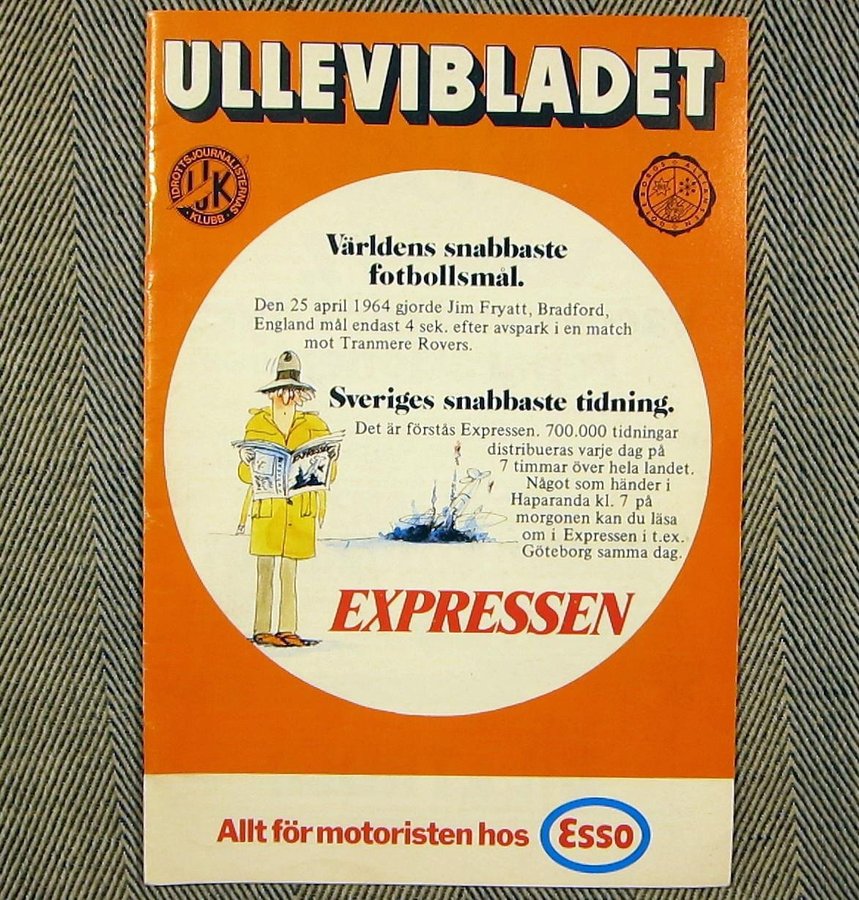 ULLEVIBLADET
IDROTTSJOURNALISTERNAS
IJK
KLUBB
Världens snabbaste
fotbollsmål.
Den 25 april 1964 gjorde Jim Fryatt, Bradford,
England mål endast 4 sek. efter avspark i en match
mot Tranmere Rovers.
Sveriges snabbaste tidning.
Det är förstås Expressen. 700.000 tidningar
distribueras varje dag på
7 timmar över hela landet.
Något som händer i
Haparanda kl. 7 på
morgonen kan du läsa
om i Expressen i t.ex.
Göteborg samma dag.
EXPRESSEN
EXPRESSEN
Allt för motoristen hos
Esso